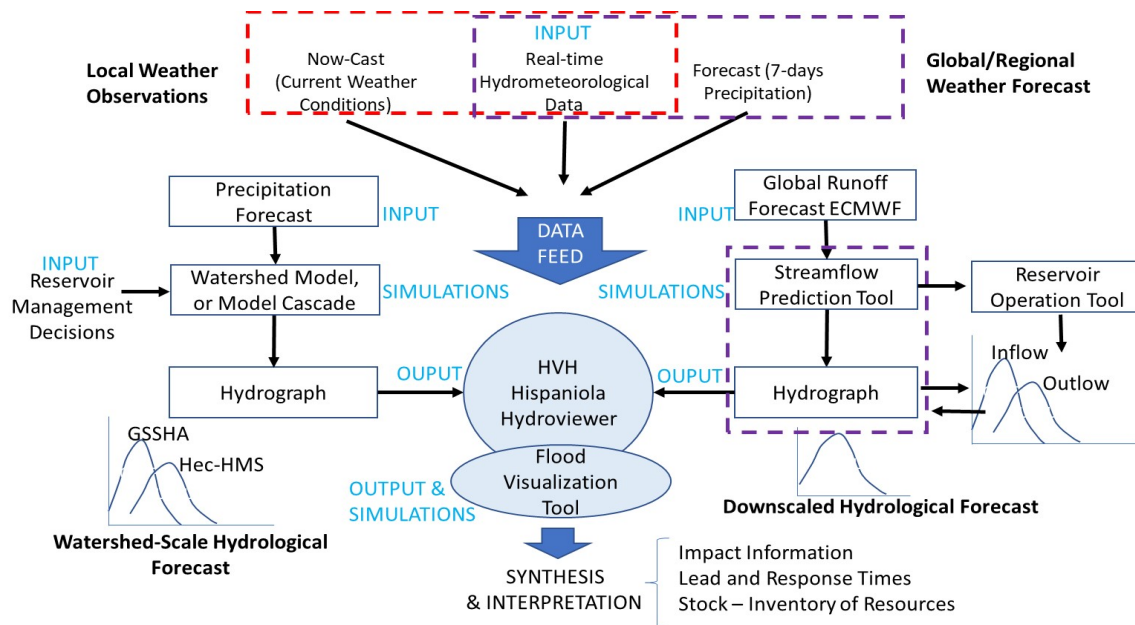 INPUT
Local Weather
Observations
Now-Cast
(Current Weather
Conditions)
Real-time
Hydrometeorological
Data
Forecast (7-days
Precipitation)
Global/Regional
Weather Forecast
Precipitation
Forecast
INPUT
DATA
FEED
INPUT
Global Runoff
Forecast ECMWF
INPUT
Reservoir
Management
Decisions
Watershed Model,
or Model Cascade
SIMULATIONS
SIMULATIONS
Streamflow
Prediction Tool
Reservoir
Operation Tool
Hydrograph
OUPUT
HVH
Hispaniola
Hydroviewer
OUPUT
Hydrograph
Inflow
Outlow
GSSHA
Hec-HMS
Watershed-Scale Hydrological
Forecast
OUTPUT &
SIMULATIONS
Flood
Visualization
Tool
Downscaled Hydrological Forecast
SYNTHESIS
& INTERPRETATION
Impact Information
Lead and Response Times
Stock – Inventory of Resources